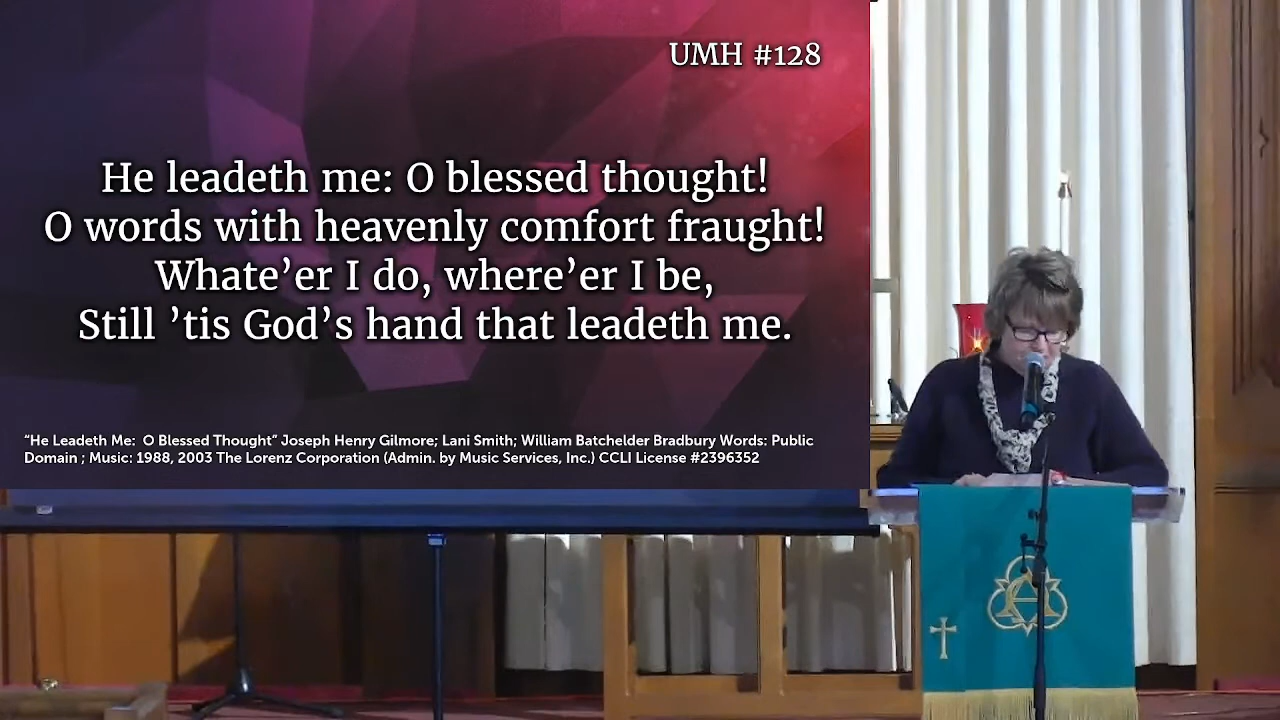 UMH #128
He leadeth me: O blessed thought!
O words with heavenly comfort fraught!
Whate’er I do, where’er I be,
Still ’tis God’s hand that leadeth me.
“He Leadeth Me:  O Blessed Thought” Joseph Henry Gilmore; Lani Smith; William Batchelder Bradbury Words: Public
Domain ; Music: 1988, 2003 The Lorenz Corporation (Admin. by Music Services, Inc.) CCLI License #2396352